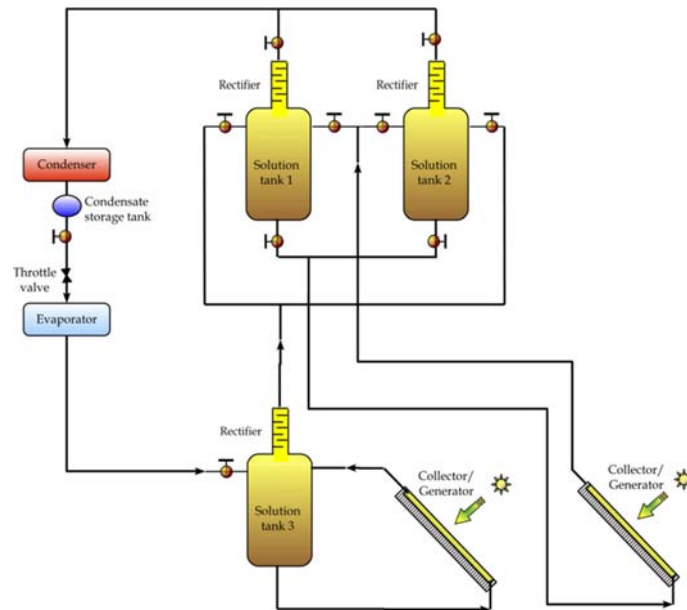 Rectifier
Rectifier
Solution
tank 1
Solution
tank 2
Condenser
Condensate
storage tank
Throttle
valve
Evaporator
Rectifier
Solution
tank 3
Collector/
Generator
Collector/
Generator